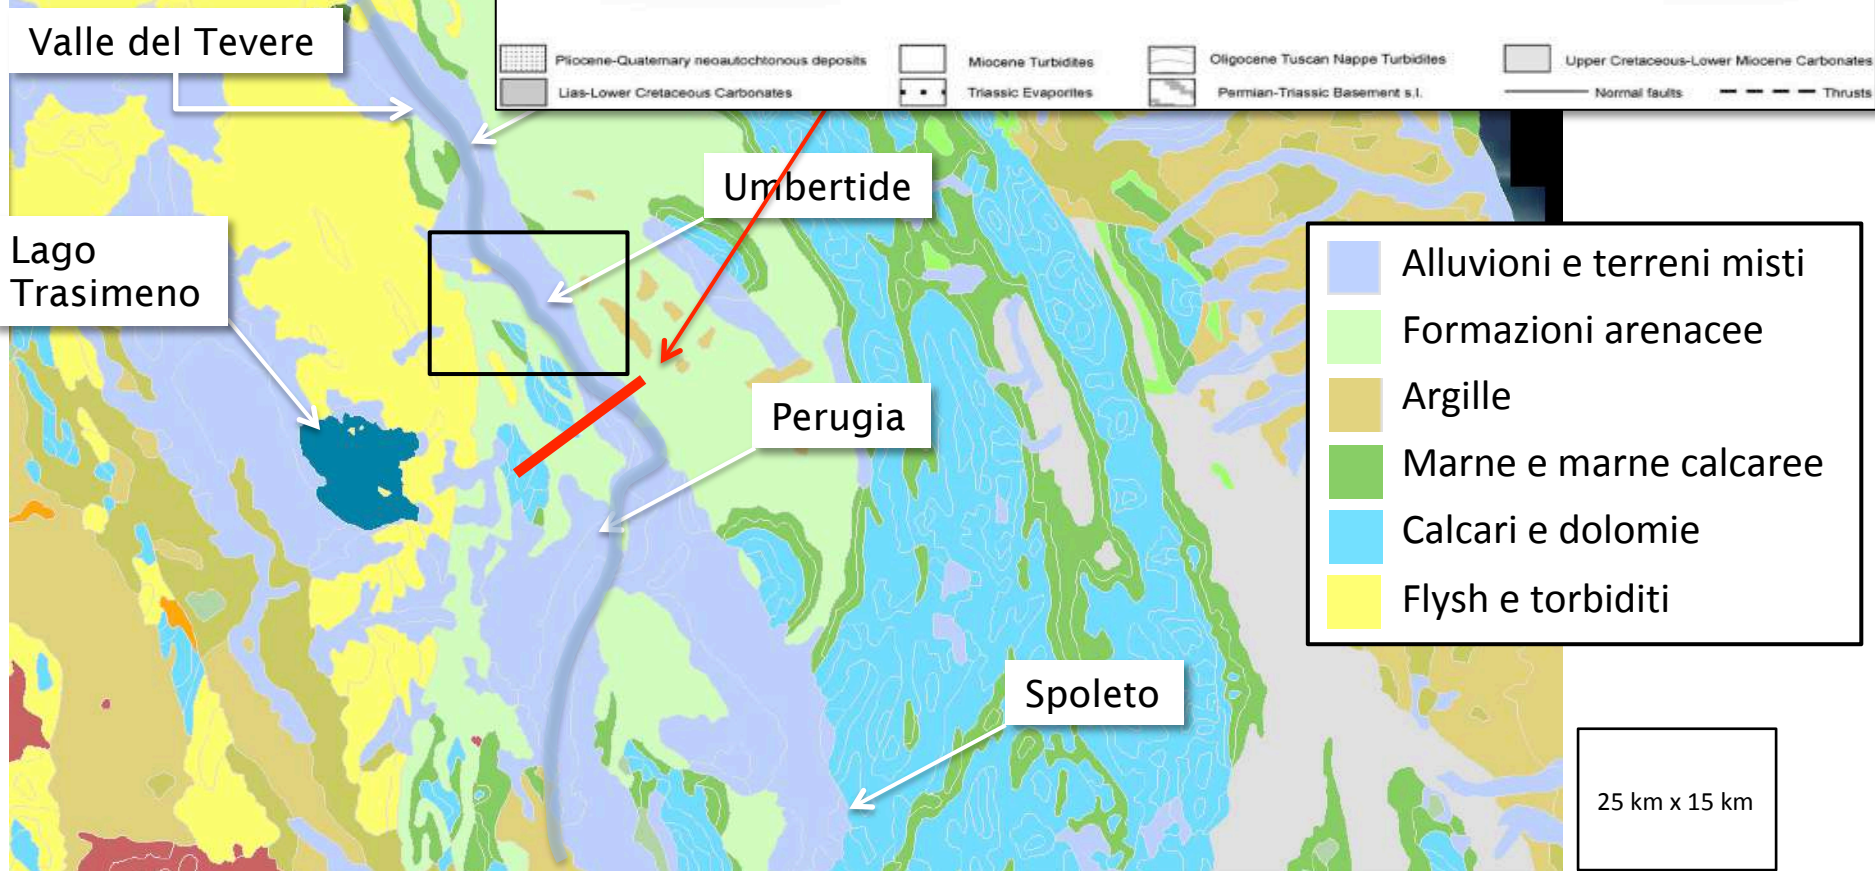 Valle del Tevere
Pliocene-Quaternary neoautochtonous deposits
Miocene Turbidites
Oligocene Tuscan Nappe Turbidites
Upper Cretaceous-Lower Miocene Carbonates
Lias-Lower Cretaceous Carbonates
Triassic Evaporites
Permian-Triassic Basement s.l.
Normal faults
Thrusts
Umbertide
Lago
Trasimeno
Perugia
Spoleto
Alluvioni e terreni misti
Formazioni arenacee
Argille
Marne e marne calcaree
Calcari e dolomie
Flysh e torbiditi
25 km x 15 km